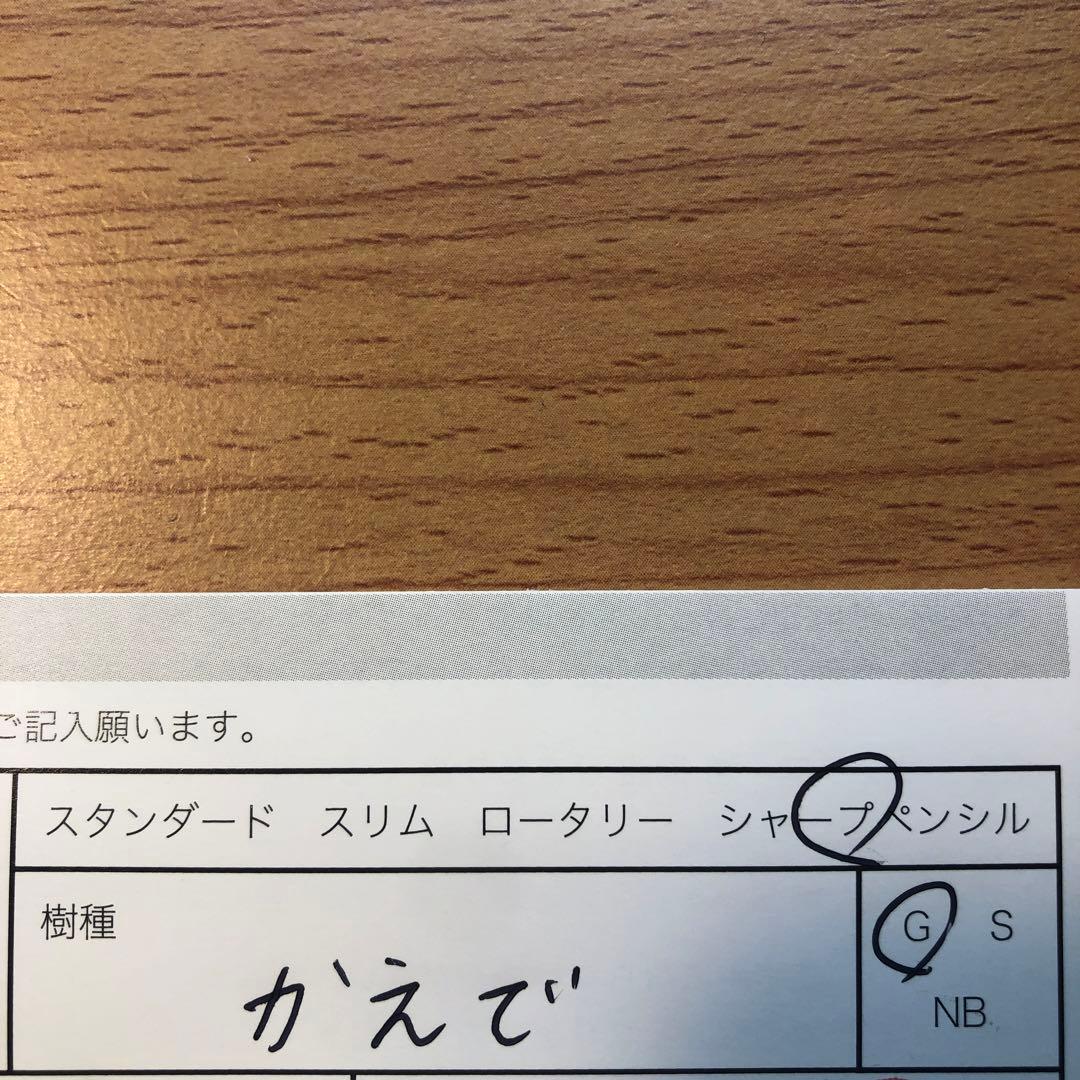 ご記入願います。
スタンダード スリム ロータリー シャープペンシル
樹種
G S
かえで
NB